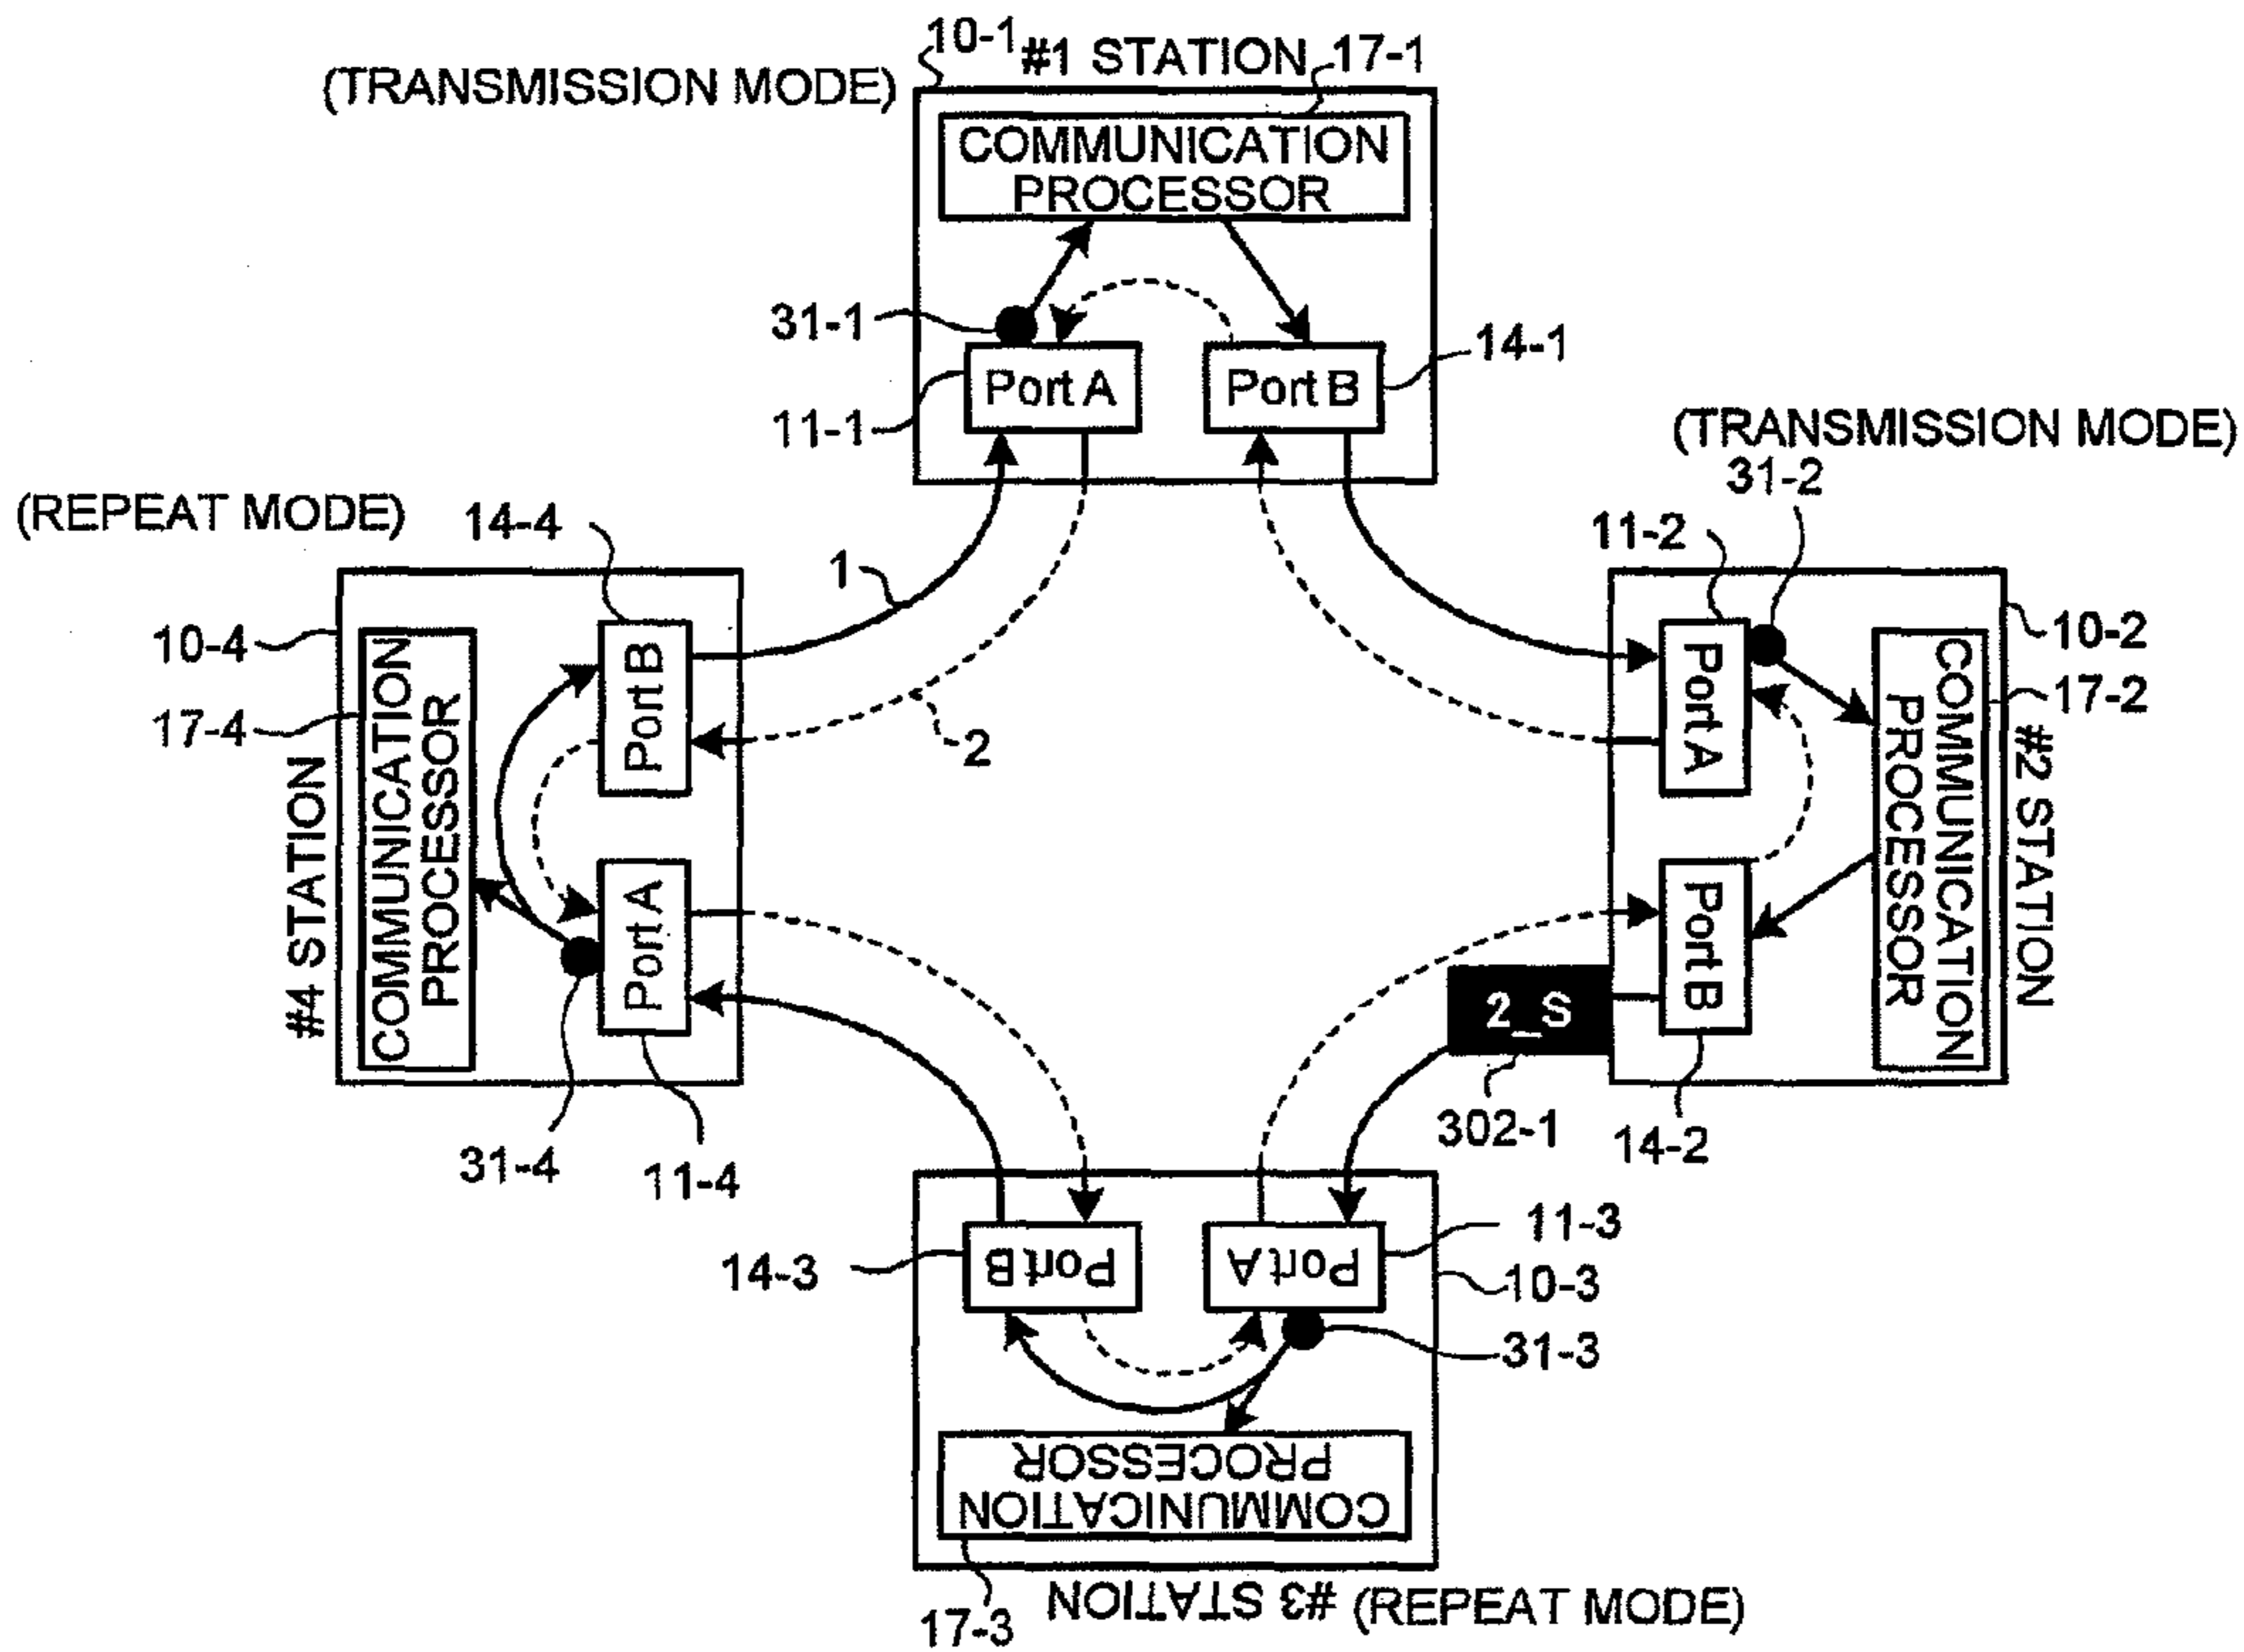 10-1
#1 STATION
17-1
(TRANSMISSION MODE)
COMMUNICATION
PROCESSOR
31-1
14-1
Port A
Port B
11-1
(TRANSMISSION MODE)
31-2
(REPEAT MODE)
14-4
11-2
1
10-4
10-2
Port B
Port A
COMMUNICATION
PROCESSOR
COMMUNICATION
PROCESSOR
17-4
17-2
2
#4 STATION
#2 STATION
Port A
Port B
2_S
302-1
14-2
31-4
11-4
11-3
14-3
Port B
Port A
10-3
31-3
COMMUNICATION
PROCESSOR
17-3
#3 STATION
(REPEAT MODE)